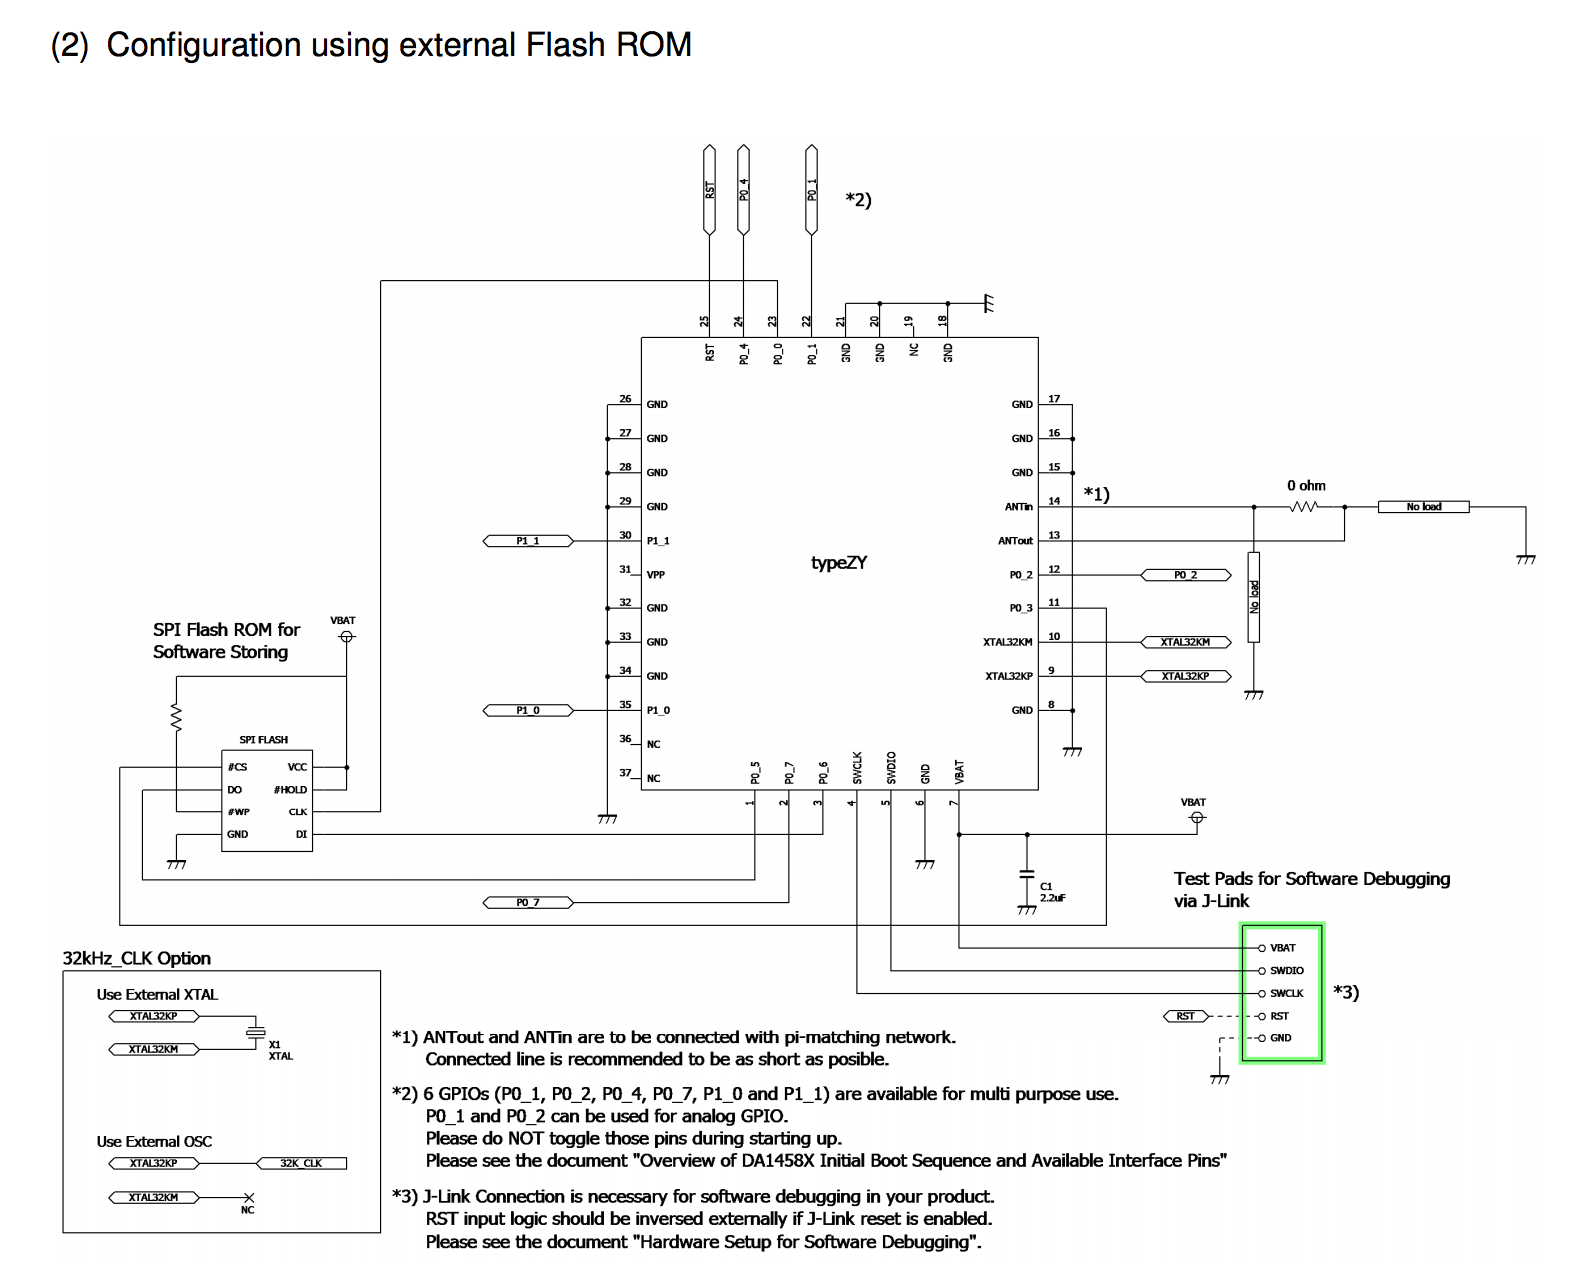 (2) Configuration using external Flash ROM
RST
P0_4
P0_1
*2)
25
24
23
22
21
20
19
18
RST
P0_4
P0_0
P0_1
GND
GND
NC
GND
26 GND
27 GND
28 GND
29 GND
P1_1 30 P1_1
31 VPP
32 GND
33 GND
34 GND
P1_0 35 P1_0
36 NC
37 NC
typeZY
GND 17
GND 16
GND 15
ANTin 14
*1)
0 ohm
No load
ANTout 13
P0_2 12 P0_2
No load
P0_3 11
XTAL32KM 10 XTAL32KM
XTAL32KP 9 XTAL32KP
GND 8
P0_5
P0_7
P0_6
SWCLK
SWDIO
GND
VBAT
1
2
3
4
5
6
7
SPI Flash ROM for
Software Storing
VBAT
SPI FLASH
#CS VCC
DO #HOLD
#WP CLK
GND DI
P0_7
VBAT
C1
2.2uF
Test Pads for Software Debugging
via J-Link
VBAT
SWDIO
SWCLK
*3)
RST RST
GND
32kHz_CLK Option
Use External XTAL
XTAL32KP
XTAL32KM
X1
XTAL
Use External OSC
XTAL32KP 32K_CLK
XTAL32KM
NC
*1) ANTout and ANTin are to be connected with pi-matching network.
Connected line is recommended to be as short as posible.
*2) 6 GPIOs (P0_1, P0_2, P0_4, P0_7, P1_0 and P1_1) are available for multi purpose use.
P0_1 and P0_2 can be used for analog GPIO.
Please do NOT toggle those pins during starting up.
Please see the document "Overview of DA1458X Initial Boot Sequence and Available Interface Pins"
*3) J-Link Connection is necessary for software debugging in your product.
RST input logic should be inversed externally if J-Link reset is enabled.
Please see the document "Hardware Setup for Software Debugging".